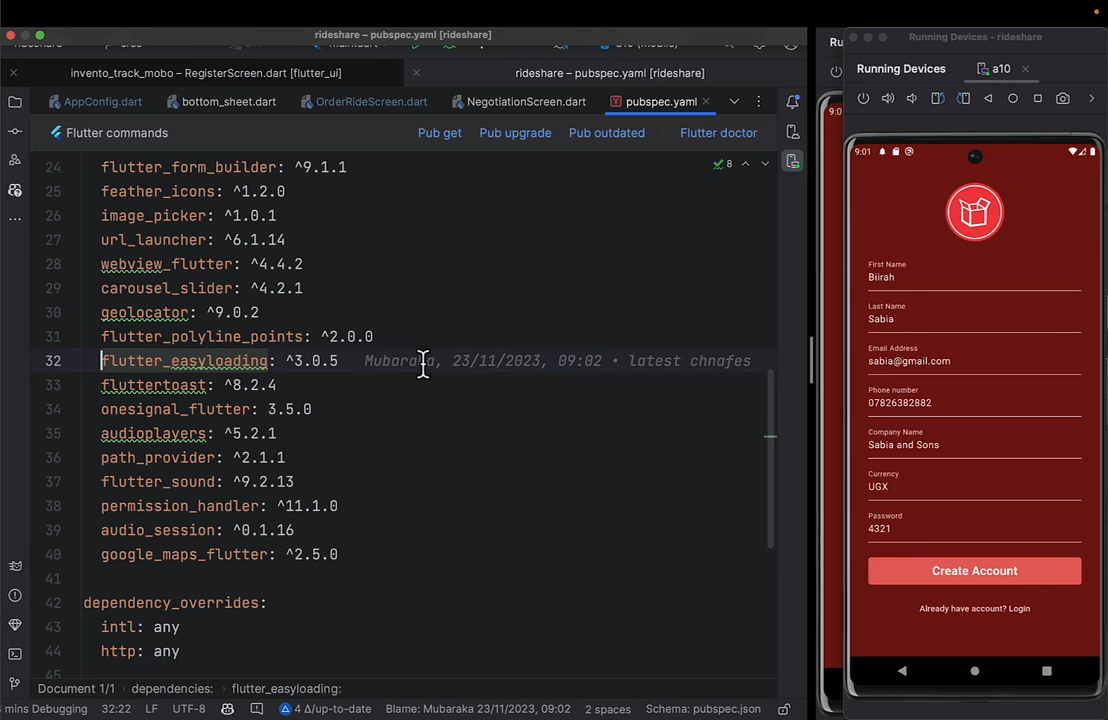 rideshare – pubspec.yaml [rideshare]
invento_track_mobo – RegisterScreen.dart [flutter_ui]
rideshare – pubspec.yaml [rideshare]
AppConfig.dart
bottom_sheet.dart
OrderRideScreen.dart
NegotiationScreen.dart
pubspec.yaml
Flutter commands
Pub get
Pub upgrade
Pub outdated
Flutter doctor
8
24 flutter_form_builder: ^9.1.1
25 feather_icons: ^1.2.0
26 image_picker: ^1.0.1
27 url_launcher: ^6.1.14
28 webview_flutter: ^4.4.2
29 carousel_slider: ^4.2.1
30 geolocator: ^9.0.2
31 flutter_polyline_points: ^2.0.0
32 flutter_easyloading: ^3.0.5 Mubaraka, 23/11/2023, 09:02 • latest chnafes
33 fluttertoast: ^8.2.4
34 onesignal_flutter: 3.5.0
35 audioplayers: ^5.2.1
36 path_provider: ^2.1.1
37 flutter_sound: ^9.2.13
38 permission_handler: ^11.1.0
39 audio_session: ^0.1.16
40 google_maps_flutter: ^2.5.0
41
42 dependency_overrides:
43 intl: any
44 http: any
45
Document 1/1 › dependencies: › flutter_easyloading:
s mins Debugging 32:22 LF UTF-8 4 Δ/up-to-date Blame: Mubaraka 23/11/2023, 09:02 2 spaces Schema: pubspec.json
Running Devices - rideshare
Ru
Running Devices
a10
9:0
9:01
First Name
Biirah
Last Name
Sabia
Email Address
sabia@gmail.com
Phone number
07826382882
Company Name
Sabia and Sons
Currency
UGX
Password
4321
Create Account
Already have account? Login